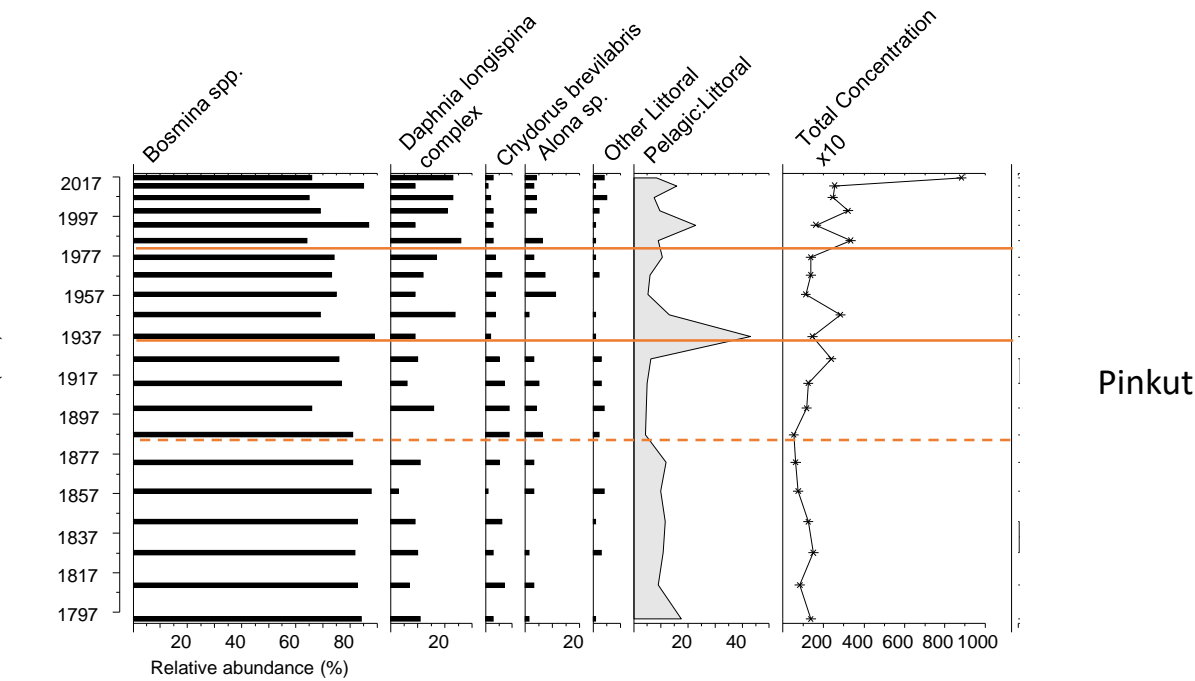 Bosmina spp.
Daphnia longispina
complex
Chydorus brevilabris
Alona sp.
Other Littoral
Pelagic:Littoral
Total Concentration
x10
2017
1997
1977
1957
1937
1917
1897
1877
1857
1837
1817
1797
Pinkut
20 40 60 80 20 20 20 40 200 400 600 800 1000
Relative abundance (%)